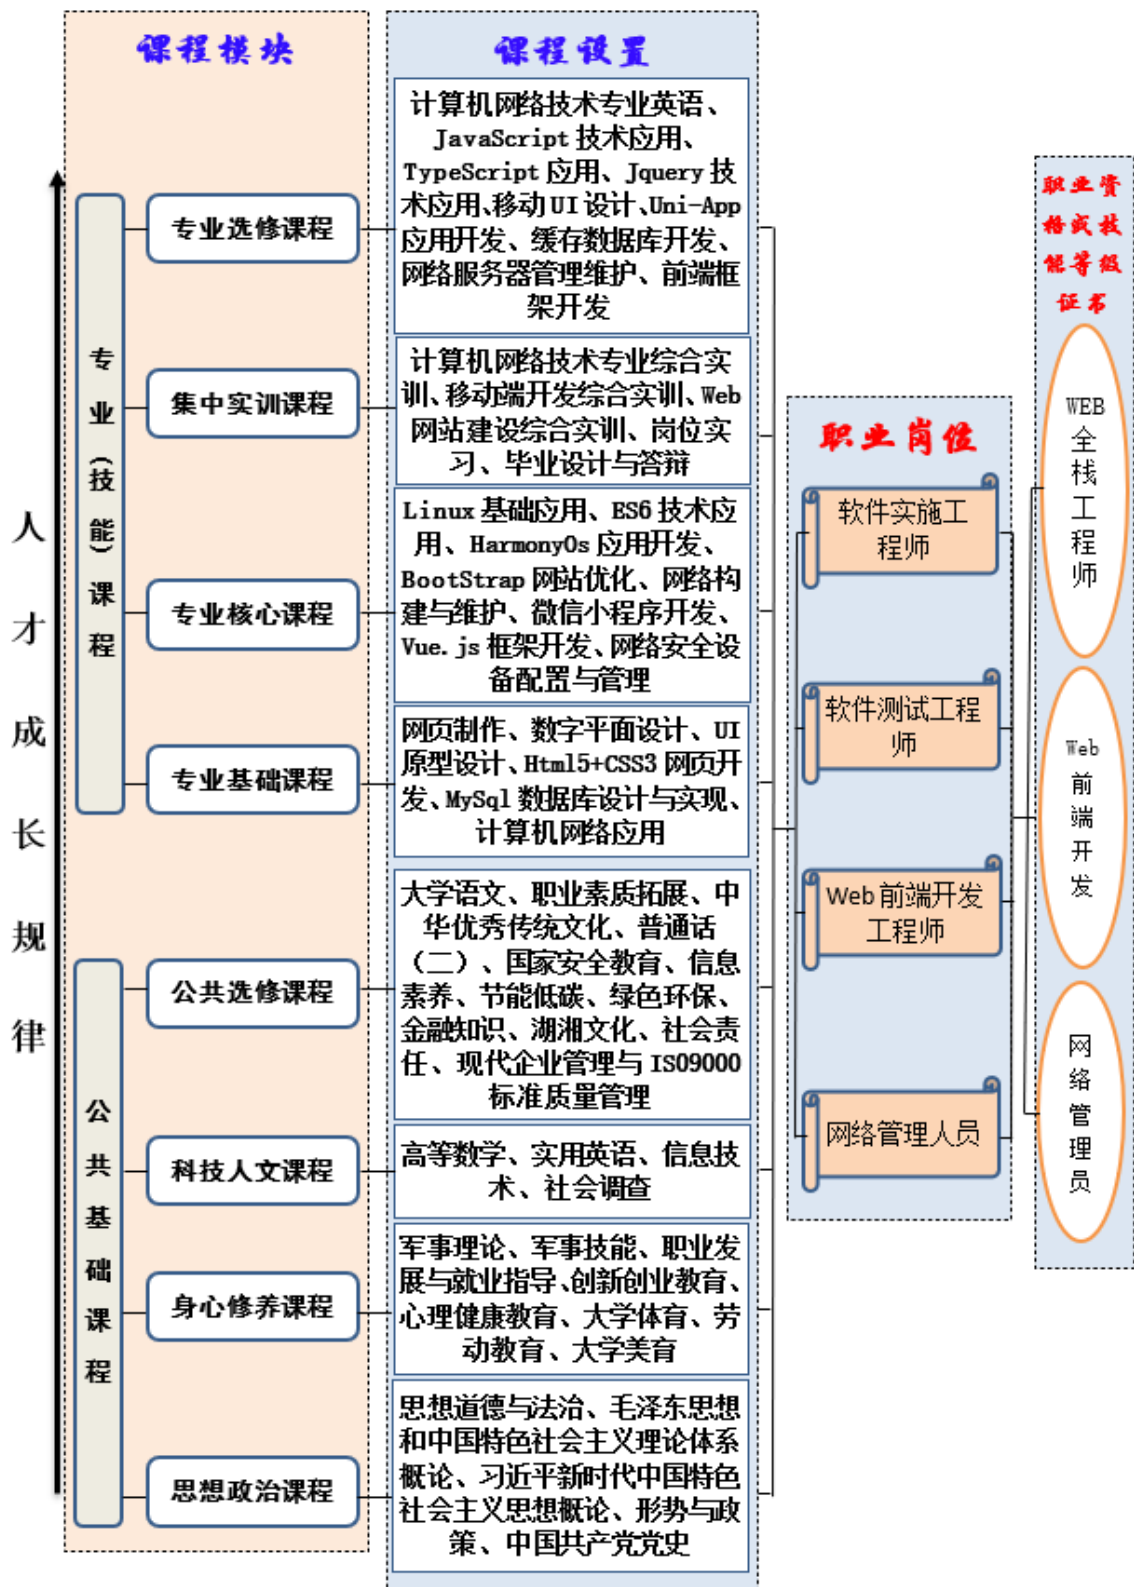 课程模块
课程设置
人才成长规律
专业（技能）课程
专业选修课程
计算机网络技术专业英语、
JavaScript 技术应用、
TypeScript 应用、Jquery 技
术应用、移动 UI 设计、Uni-App
应用开发、缓存数据库开发、
网络服务器管理维护、前端框
架开发
集中实训课程
计算机网络技术专业综合实
训、移动端开发综合实训、Web
网站建设综合实训、岗位实
习、毕业设计与答辩
专业核心课程
Linux 基础应用、ES6 技术应
用、HarmonyOs 应用开发、
BootStrap 网站优化、网络构
建与维护、微信小程序开发、
Vue.js 框架开发、网络安全设
备配置与管理
专业基础课程
网页制作、数字平面设计、UI
原型设计、Html5+CSS3 网页开
发、MySql 数据库设计与实现、
计算机网络应用
公共基础课程
公共选修课程
大学语文、职业素质拓展、中
华优秀传统文化、普通话
（二）、国家安全教育、信息
素养、节能低碳、绿色环保、
金融知识、湖湘文化、社会责
任、现代企业管理与 ISO9000
标准质量管理
科技人文课程
高等数学、实用英语、信息技
术、社会调查
身心修养课程
军事理论、军事技能、职业发
展与就业指导、创新创业教育、
心理健康教育、大学体育、劳
动教育、大学美育
思想政治课程
思想道德与法治、毛泽东思想
和中国特色社会主义理论体系
概论、习近平新时代中国特色
社会主义思想概论、形势与政
策、中国共产党党史
职业岗位
软件实施工
程师
软件测试工程
师
Web 前端开发
工程师
网络管理人员
职业资
格或技
能等级
证书
WEB
全栈工程师
Web
前端开发
网络管理员